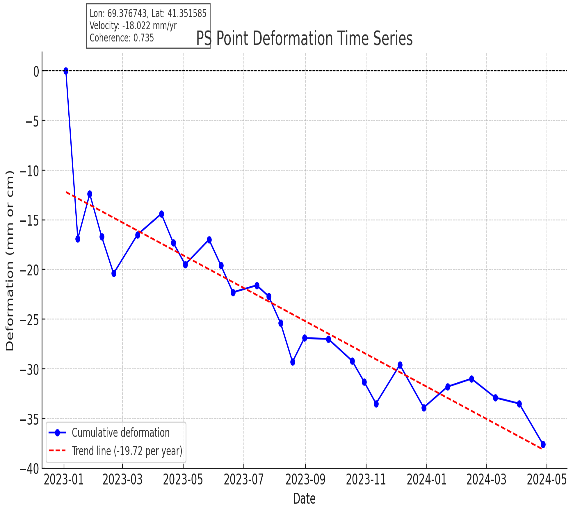 Lon: 69.376743, Lat: 41.351585
Velocity: -18.022 mm/yr
Coherence: 0.735
PS Point Deformation Time Series
Deformation (mm or cm)
0
−5
−10
−15
−20
−25
−30
−35
−40
Cumulative deformation
Trend line (-19.72 per year)
2023-01 2023-03 2023-05 2023-07 2023-09 2023-11 2024-01 2024-03 2024-05
Date